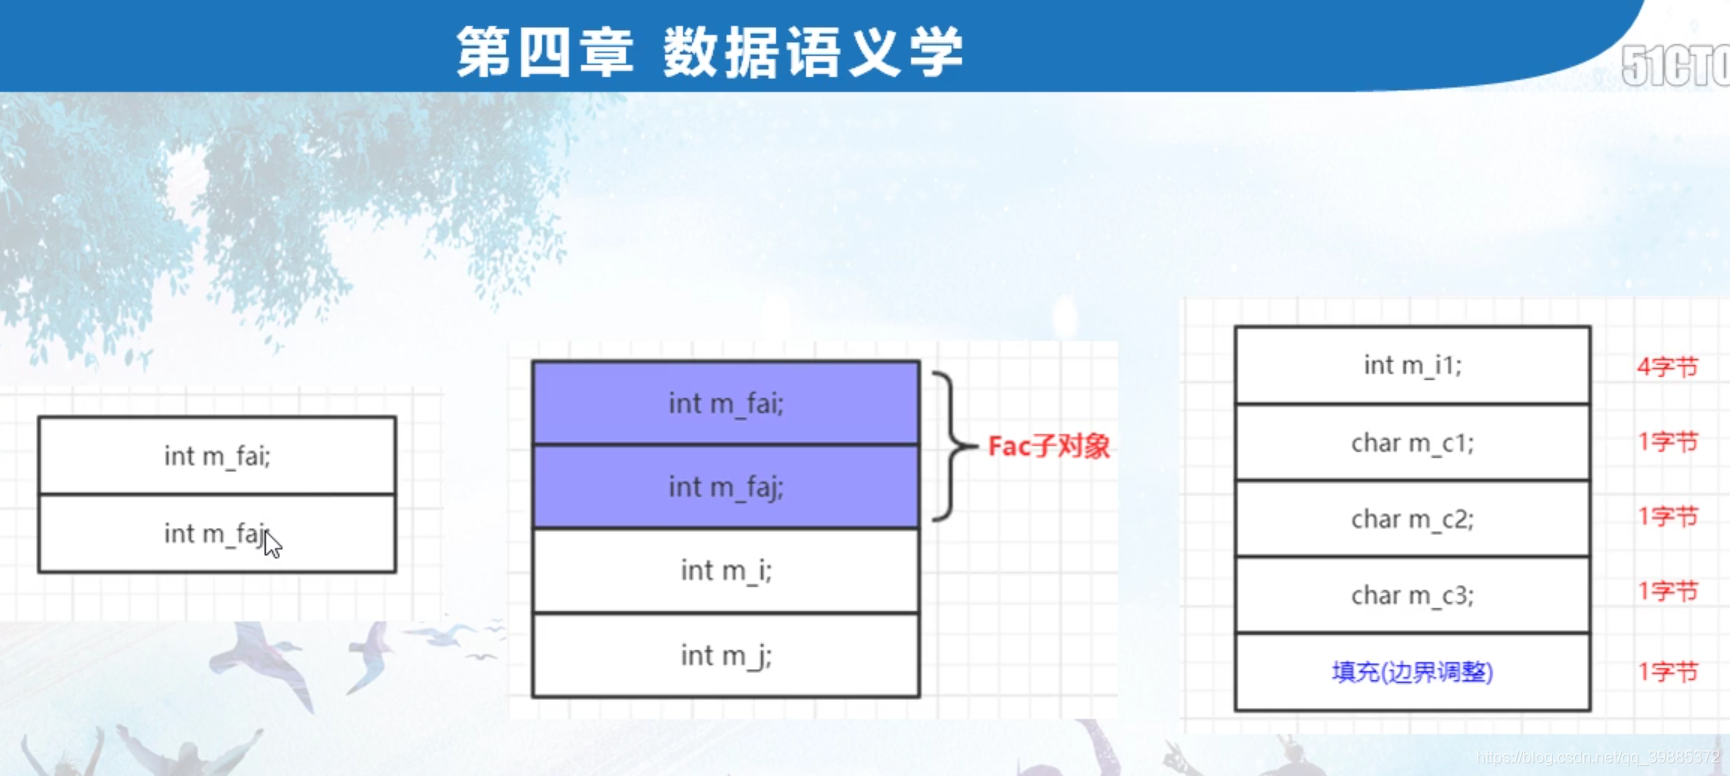 第四章 数据语义学
51CTO
int m_fai;
int m_faj;
int m_fai;
int m_faj;
int m_i;
int m_j;
Fac子对象
int m_i1;
4字节
char m_c1;
1字节
char m_c2;
1字节
char m_c3;
1字节
填充(边界调整)
1字节
https://blog.csdn.net/qq_39885372